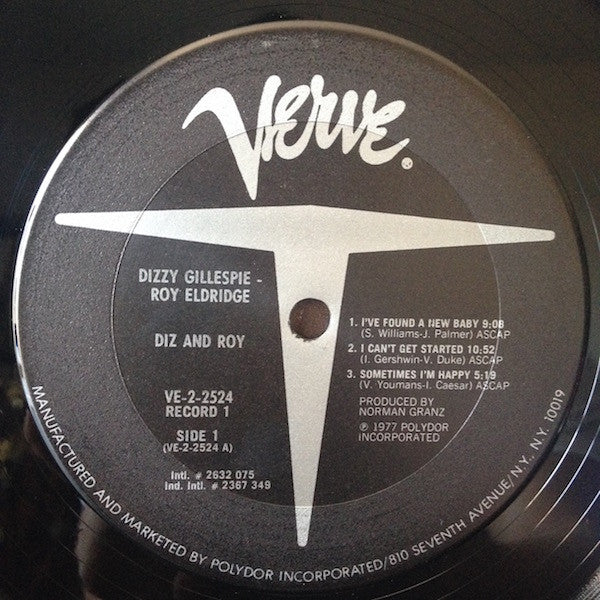 Verve®
DIZZY GILLESPIE -
ROY ELDRIDGE
DIZ AND ROY
VE-2-2524
RECORD 1
SIDE 1
(VE-2-2524 A)
Intl. # 2632 075
Ind. Intl. # 2367 349
1. I'VE FOUND A NEW BABY 9:08
(S. Williams-J. Palmer) ASCAP
2. I CAN'T GET STARTED 10:52
(I. Gershwin-V. Duke) ASCAP
3. SOMETIMES I'M HAPPY 5:19
(V. Youmans-I. Caesar) ASCAP
PRODUCED BY
NORMAN GRANZ
℗ 1977 POLYDOR
INCORPORATED
MANUFACTURED AND MARKETED BY POLYDOR INCORPORATED/810 SEVENTH AVENUE/N.Y. N.Y. 10019